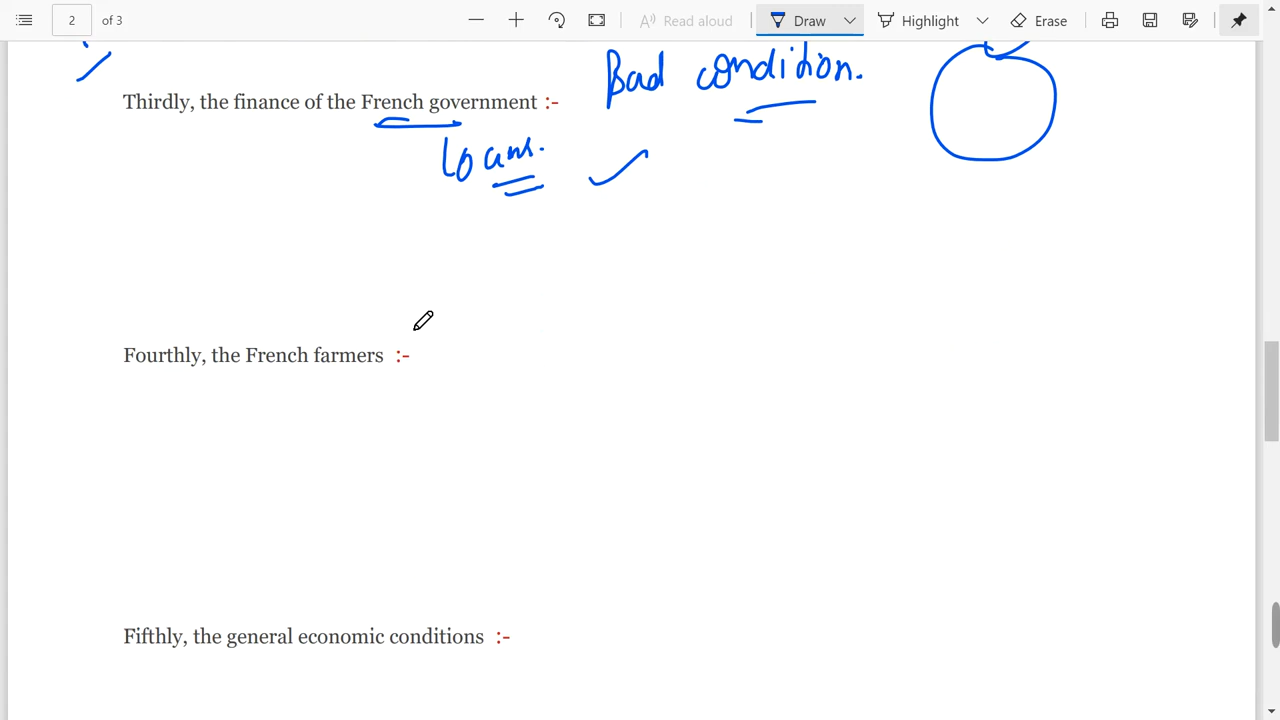 2 of 3 Read aloud Draw Highlight Erase
Bad condition.
Thirdly, the finance of the French government :-
loans.
Fourthly, the French farmers :-
Fifthly, the general economic conditions :-